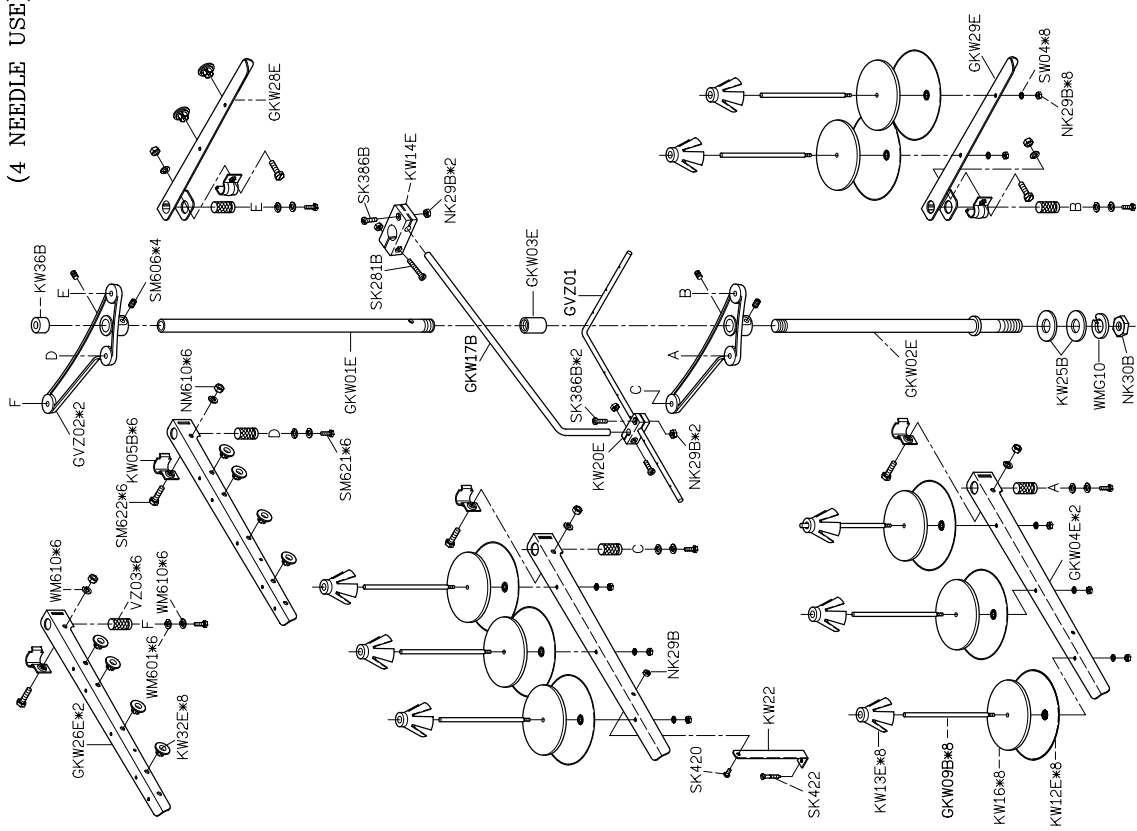 (4 NEEDLE USE)
GKW28E
KW36B
E
SM606*4
D
F
GVZ02*2
GKW01E
NM610*6
KW05B*6
SM622*6
D
SM621*6
WM610*6
VZ03*6
F
WM610*6
WM601*6
GKW26E*2
KW32E*8
E
SK386B
KW14E
NK29B*2
SK281B
GKW17B
GKW03E
GVZ01
SK386B*2
KW20E
NK29B*2
C
NK29B
KW22
SK420
SK422
GKW29E
SW04*8
NK29B*8
B
B
A
C
GKW02E
KW25B
WMG10
NK30B
A
GKW04E*2
KW13E*8
GKW09B*8
KW16*8
KW12E*8